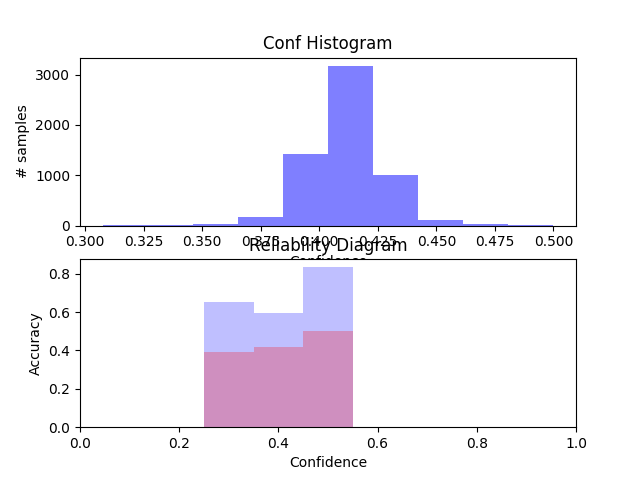 Conf Histogram
# samples
3000
2000
1000
0
0.300 0.325 0.350 0.375 0.400 0.425 0.450 0.475 0.500
Confidence
Reliability Diagram
Accuracy
0.8
0.6
0.4
0.2
0.0
0.0 0.2 0.4 0.6 0.8 1.0
Confidence